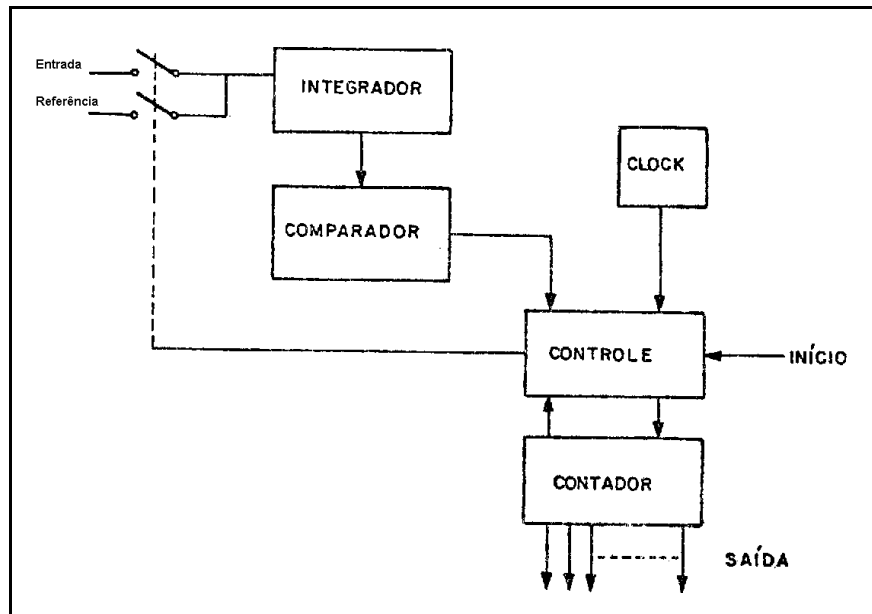 Entrada
Referência
INTEGRADOR
CLOCK
COMPARADOR
CONTROLE
INÍCIO
CONTADOR
SAÍDA